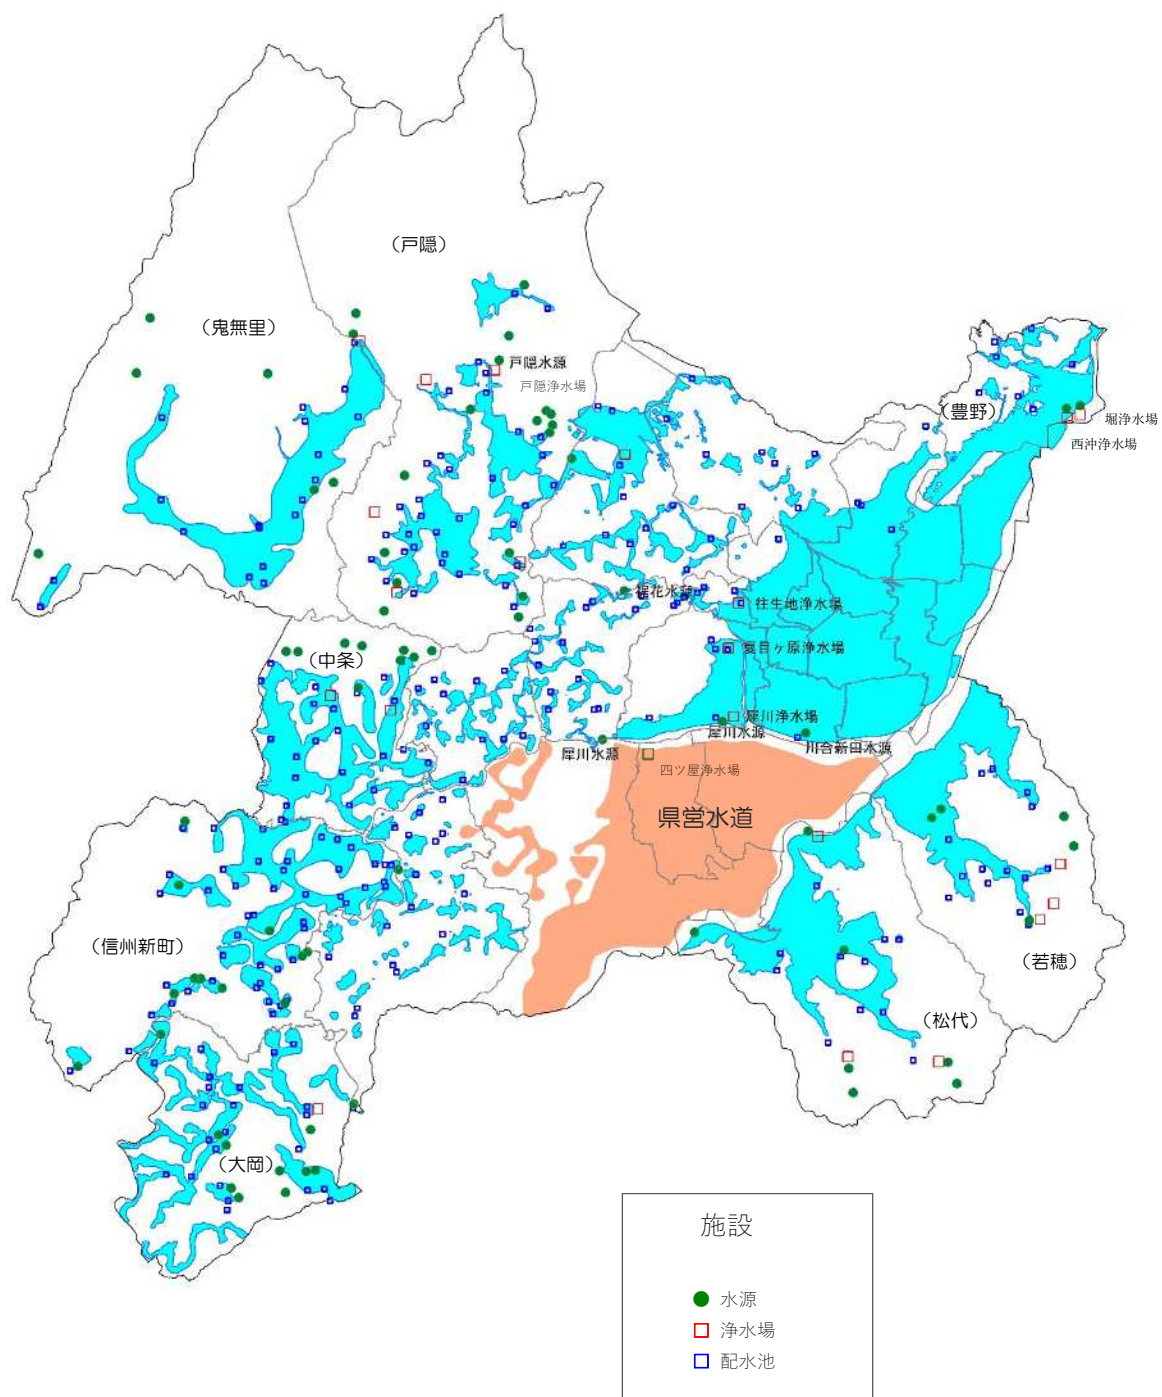 （戸隠）
（鬼無里）
戸隠水源
戸隠浄水場
（豊野）
堀浄水場
西沖浄水場
裾花水源
往生地浄水場
夏目ヶ原浄水場
（中条）
犀川浄水場
犀川水源
川合新田水源
犀川水源
四ツ屋浄水場
県営水道
（信州新町）
（若穂）
（松代）
（大岡）
施設
水源
浄水場
配水池